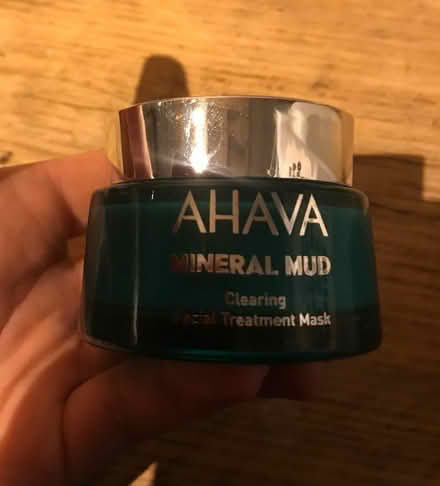 AHAVA
MINERAL MUD
Clearing
Facial Treatment Mask